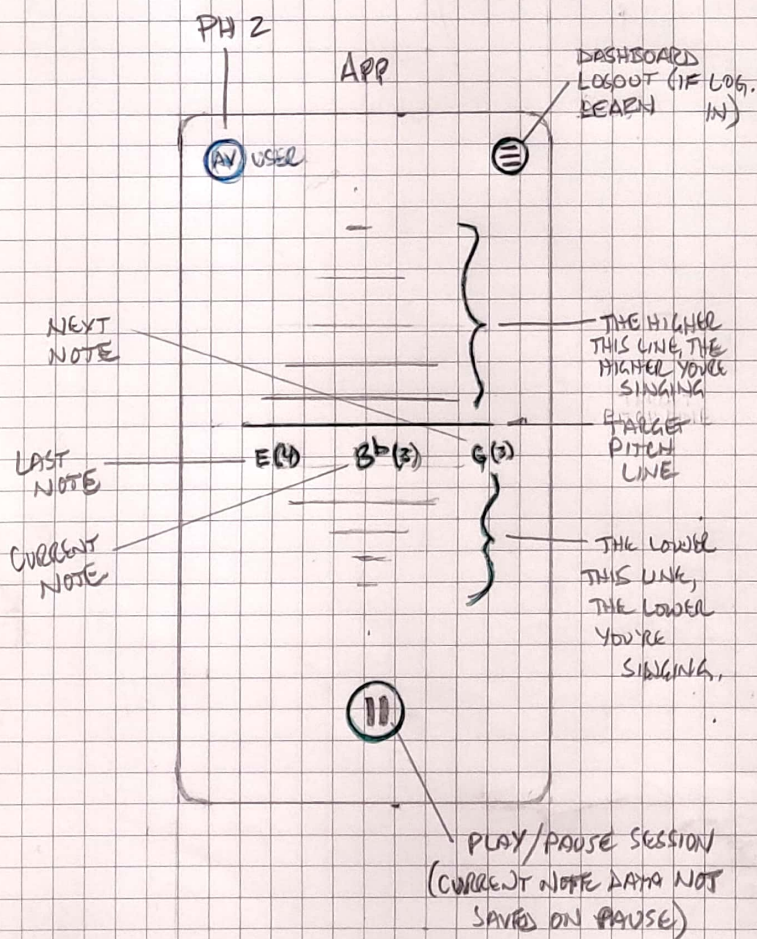 PH 2
APP
DASHBOARD
LOGOUT (IF LOG.
LEARN IN)
AV USER
NEXT
NOTE
THE HIGHER
THIS LINE, THE
HIGHER YOU'RE
SINGING
TARGET
PITCH
LINE
LAST
NOTE
E(4) Bb(3) G(3)
CURRENT
NOTE
THE LOWER
THIS LINE,
THE LOWER
YOU'RE
SINGING.
PLAY/PAUSE SESSION
(CURRENT NOTE DATA NOT
SAVED ON PAUSE)